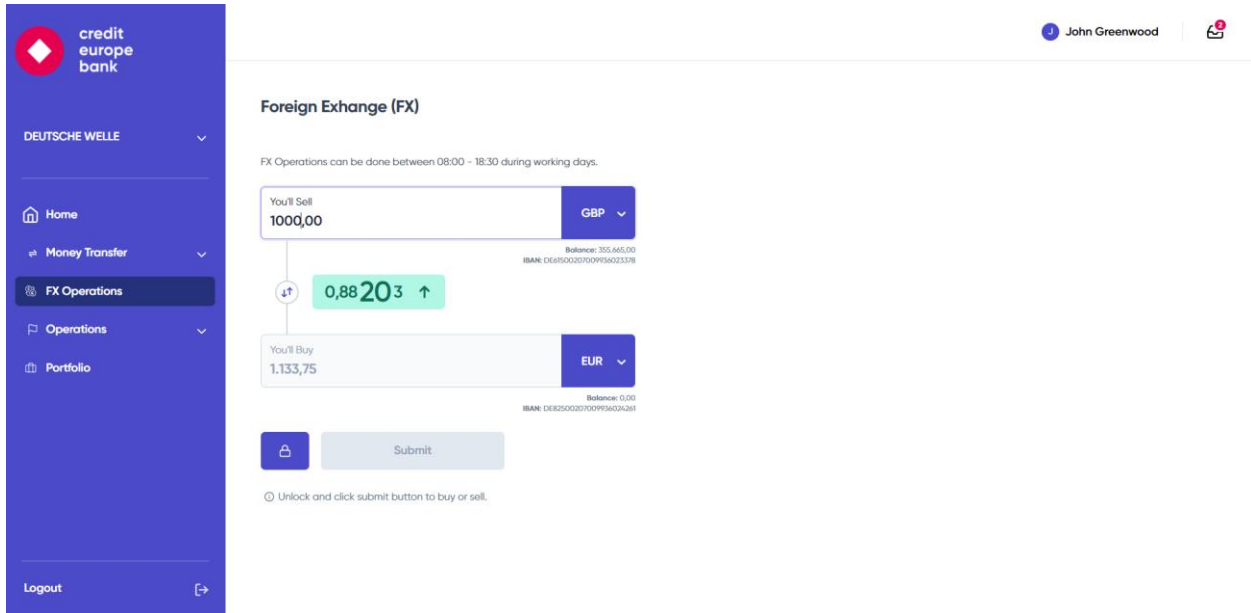 credit
europe
bank
DEUTSCHE WELLE
Home
Money Transfer
FX Operations
Operations
Portfolio
Logout
J John Greenwood
2
Foreign Exhange (FX)
FX Operations can be done between 08:00 - 18:30 during working days.
You'll Sell
1000,00
GBP
Balance: 355.665,00
IBAN: DE61500207009936023378
0,88203
You'll Buy
1.133,75
EUR
Balance: 0,00
IBAN: DE82500207009936024261
Submit
Unlock and click submit button to buy or sell.